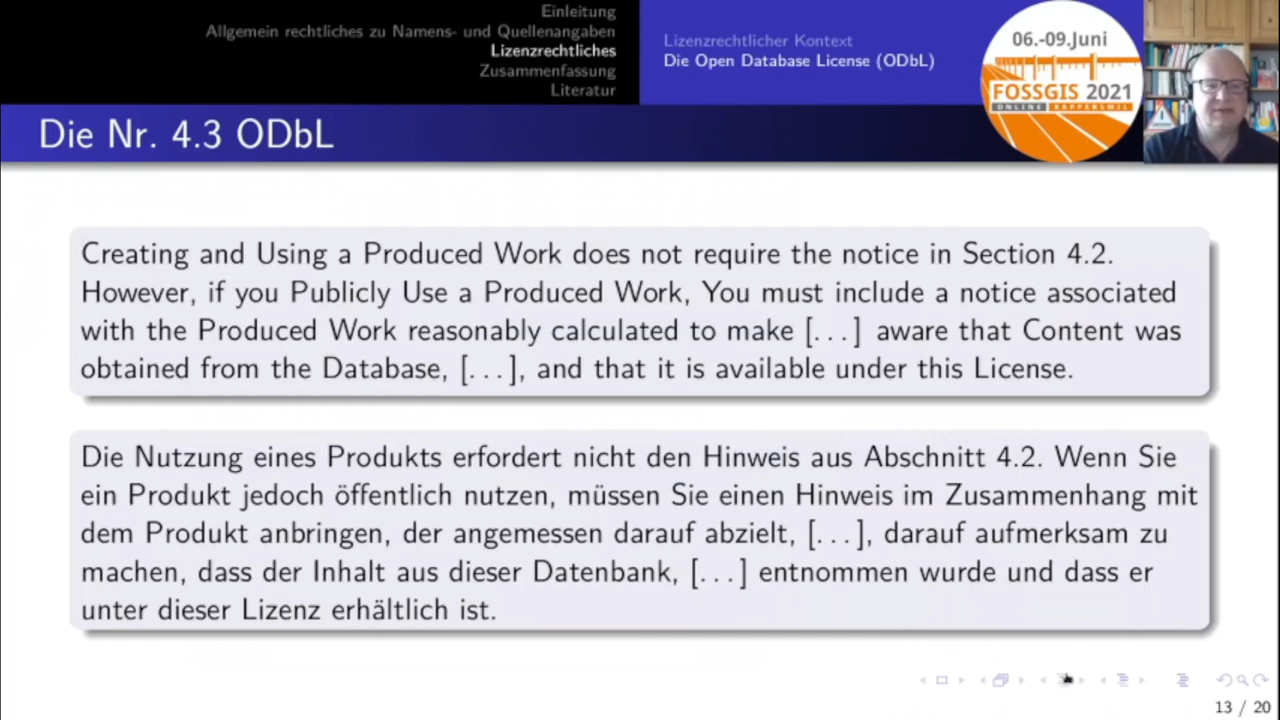 Einleitung
Allgemein rechtliches zu Namens- und Quellenangaben
Lizenzrechtliches
Zusammenfassung
Literatur
Lizenzrechtlicher Kontext
Die Open Database License (ODbL)
06.-09.Juni
FOSSGIS 2021
ONLINE RAPPERSWIL
Die Nr. 4.3 ODbL
Creating and Using a Produced Work does not require the notice in Section 4.2.
However, if you Publicly Use a Produced Work, You must include a notice associated
with the Produced Work reasonably calculated to make [...] aware that Content was
obtained from the Database, [...], and that it is available under this License.
Die Nutzung eines Produkts erfordert nicht den Hinweis aus Abschnitt 4.2. Wenn Sie
ein Produkt jedoch öffentlich nutzen, müssen Sie einen Hinweis im Zusammenhang mit
dem Produkt anbringen, der angemessen darauf abzielt, [...], darauf aufmerksam zu
machen, dass der Inhalt aus dieser Datenbank, [...] entnommen wurde und dass er
unter dieser Lizenz erhältlich ist.
13 / 20